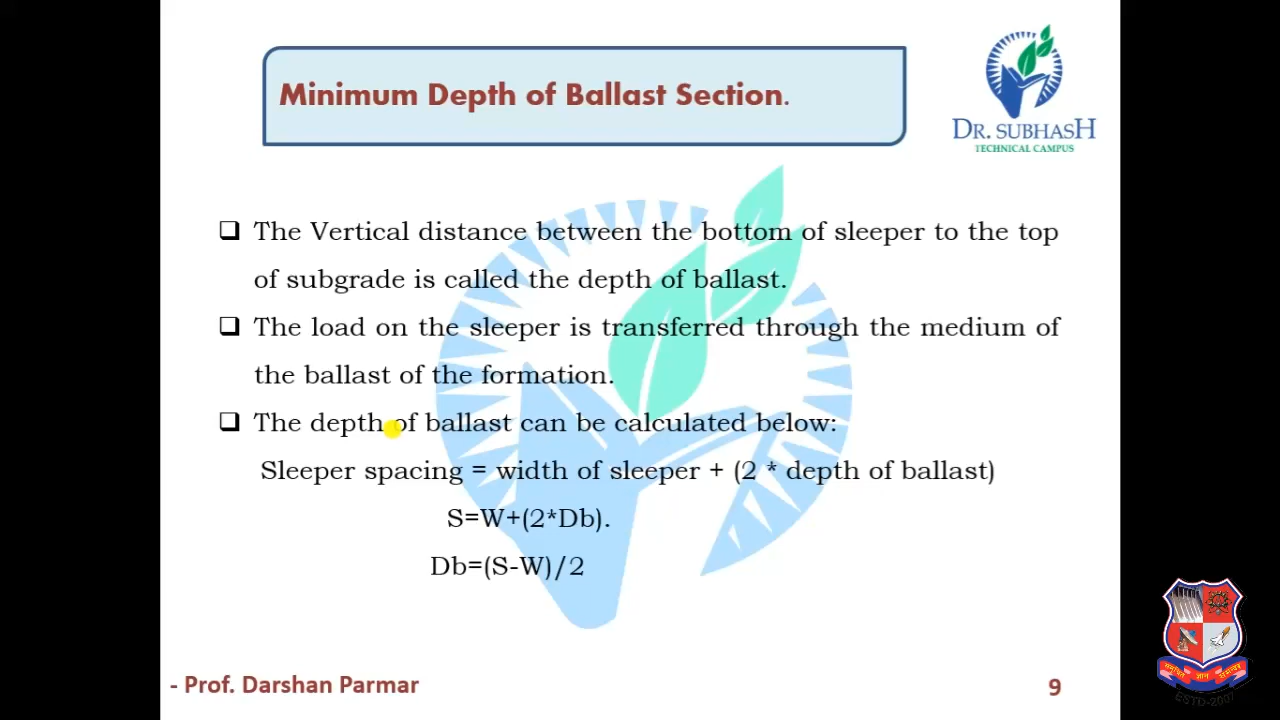 Minimum Depth of Ballast Section.
DR. SUBHASH
TECHNICAL CAMPUS
❑ The Vertical distance between the bottom of sleeper to the top
of subgrade is called the depth of ballast.
❑ The load on the sleeper is transferred through the medium of
the ballast of the formation.
❑ The depth of ballast can be calculated below:
Sleeper spacing = width of sleeper + (2 * depth of ballast)
S=W+(2*Db).
Db=(S-W)/2
- Prof. Darshan Parmar
9
ESTD-2007